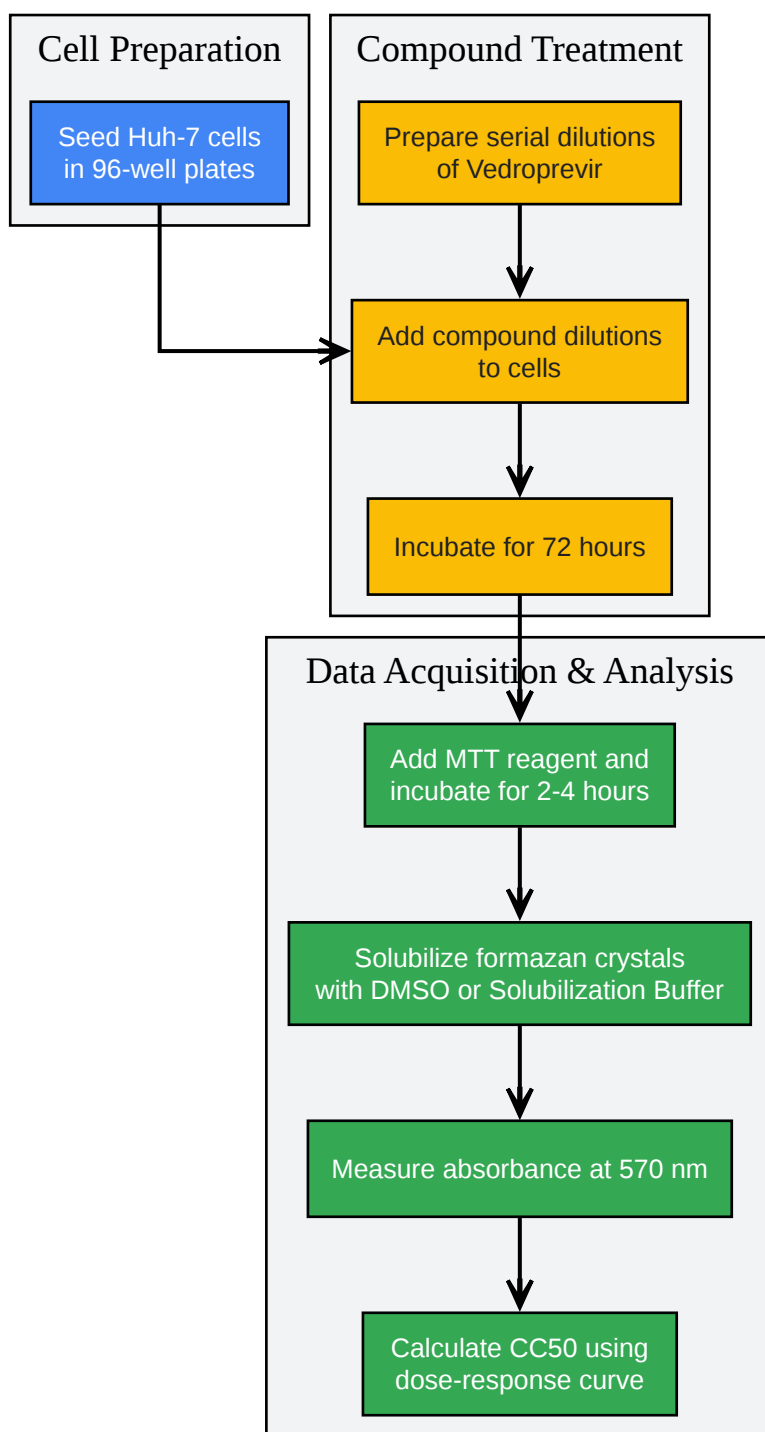 Cell Preparation
Seed Huh-7 cells
in 96-well plates
Compound Treatment
Prepare serial dilutions
of Vedroprevir
Add compound dilutions
to cells
Incubate for 72 hours
Data Acquisition & Analysis
Add MTT reagent and
incubate for 2-4 hours
Solubilize formazan crystals
with DMSO or Solubilization Buffer
Measure absorbance at 570 nm
Calculate CC50 using
dose-response curve